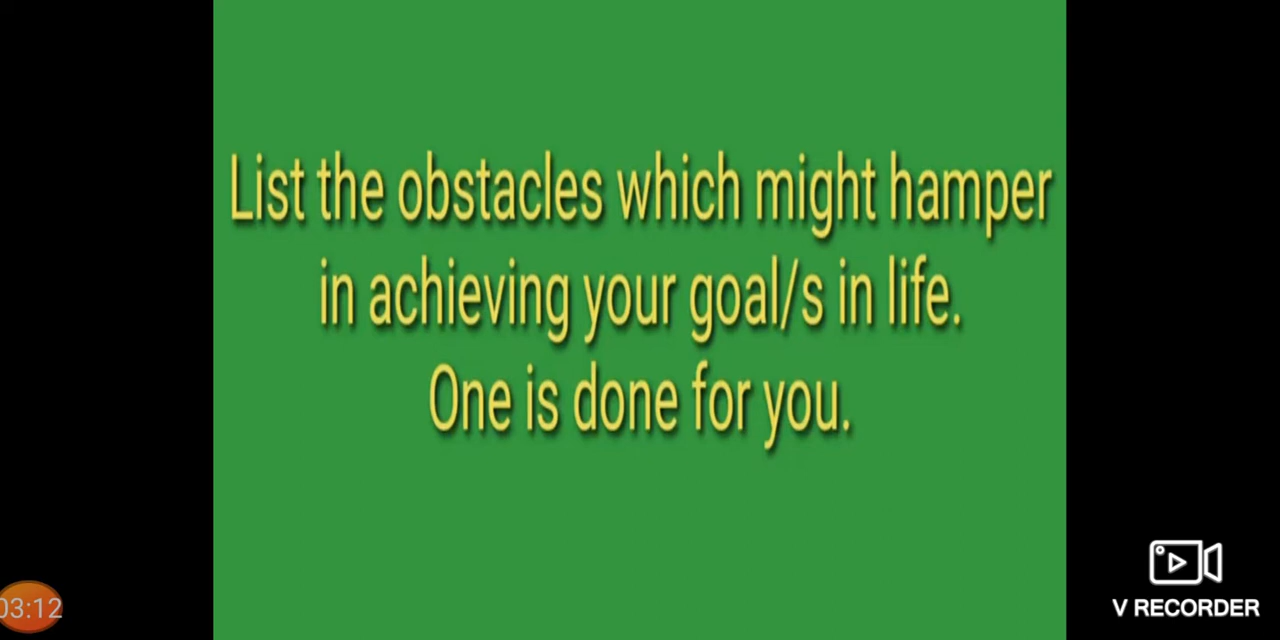 List the obstacles which might hamper
in achieving your goal/s in life.
One is done for you.
03:12
V RECORDER